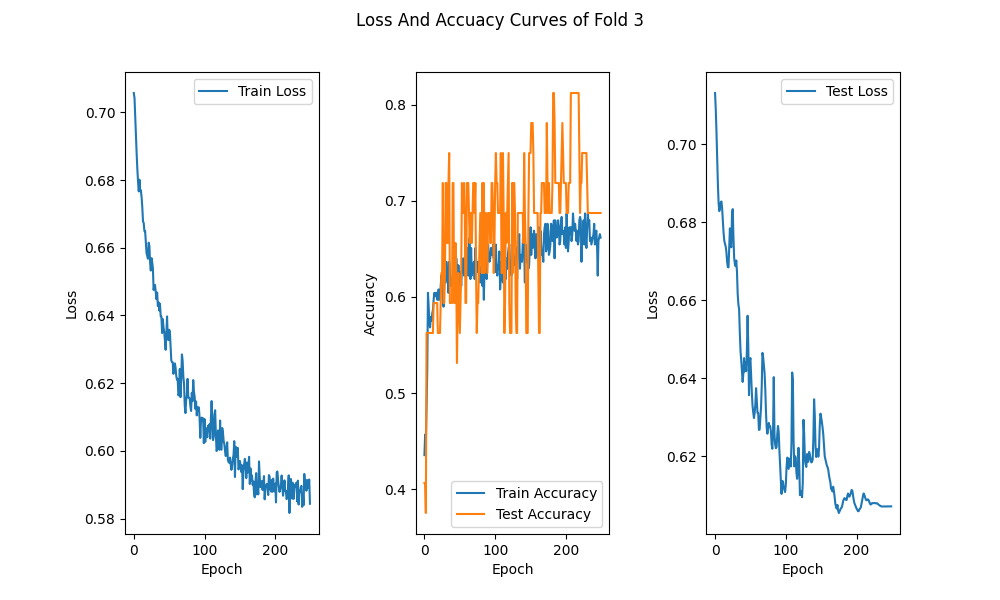 Loss And Accuacy Curves of Fold 3
Train Loss
0.70
0.68
0.66
0.64
0.62
0.60
0.58
Loss
0
100
200
Epoch
0.8
0.7
0.6
0.5
0.4
Accuracy
Train Accuracy
Test Accuracy
0
100
200
Epoch
Test Loss
0.70
0.68
0.66
0.64
0.62
Loss
0
100
200
Epoch